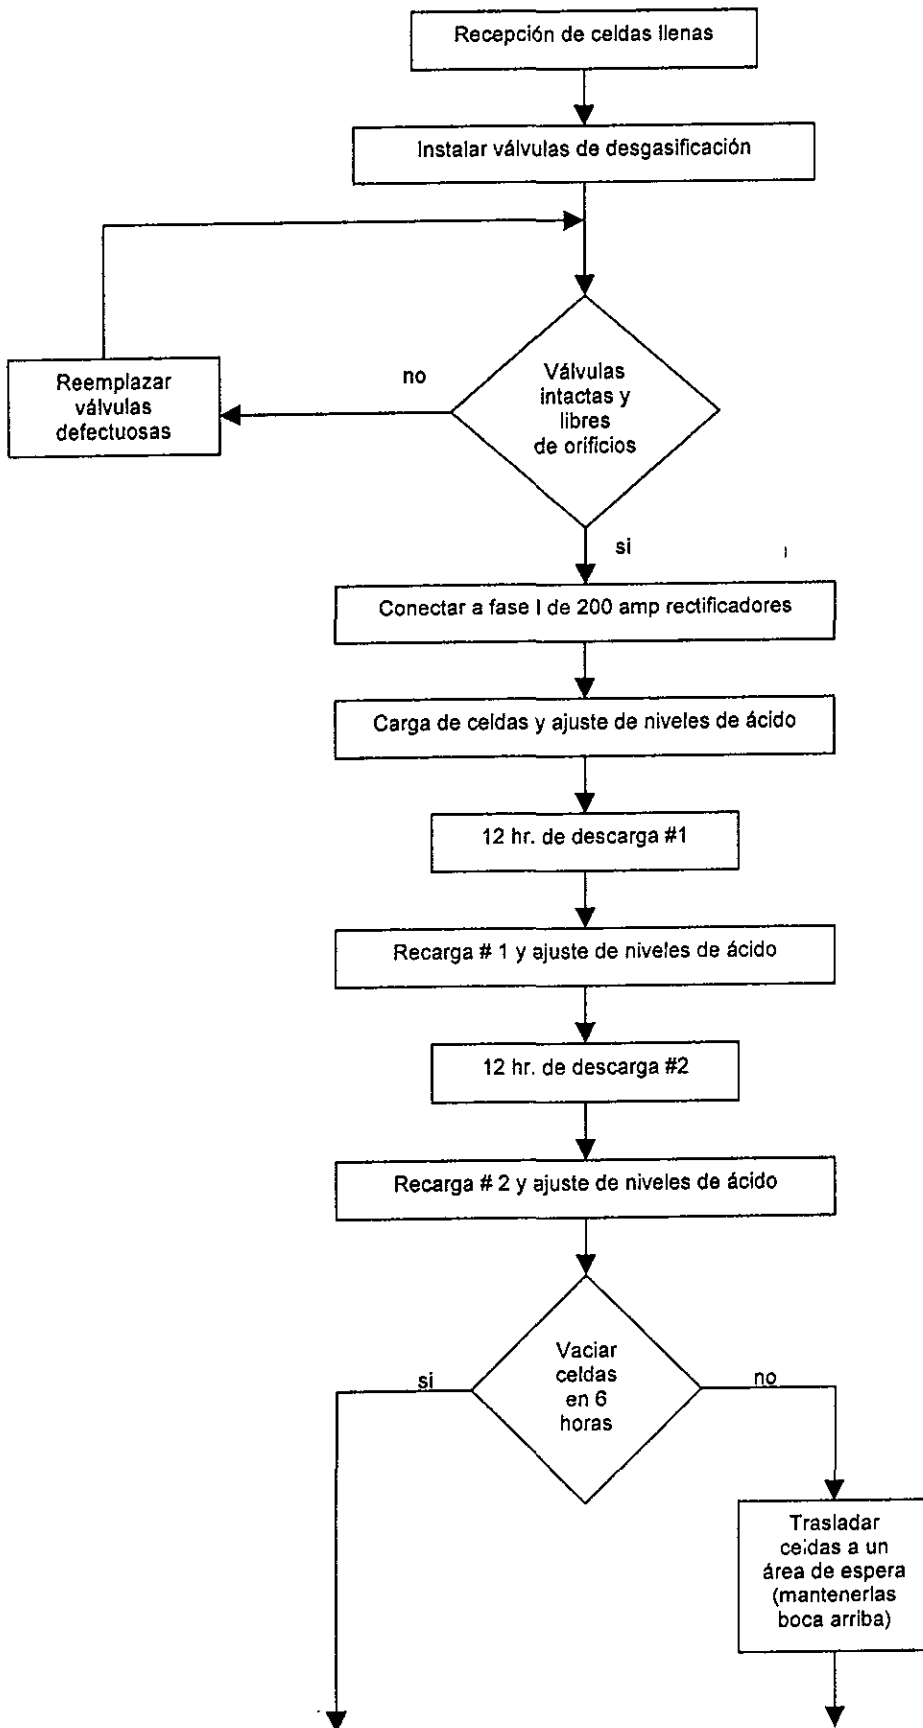 Recepción de celdas llenas
Instalar válvulas de desgasificación
Válvulas
intactas y
libres
de orificios
no
Reemplazar
válvulas
defectuosas
si
Conectar a fase I de 200 amp rectificadores
Carga de celdas y ajuste de niveles de ácido
12 hr. de descarga #1
Recarga # 1 y ajuste de niveles de ácido
12 hr. de descarga #2
Recarga # 2 y ajuste de niveles de ácido
Vaciar
celdas
en 6
horas
si
no
Trasladar
celdas a un
área de espera
(mantenerlas
boca arriba)